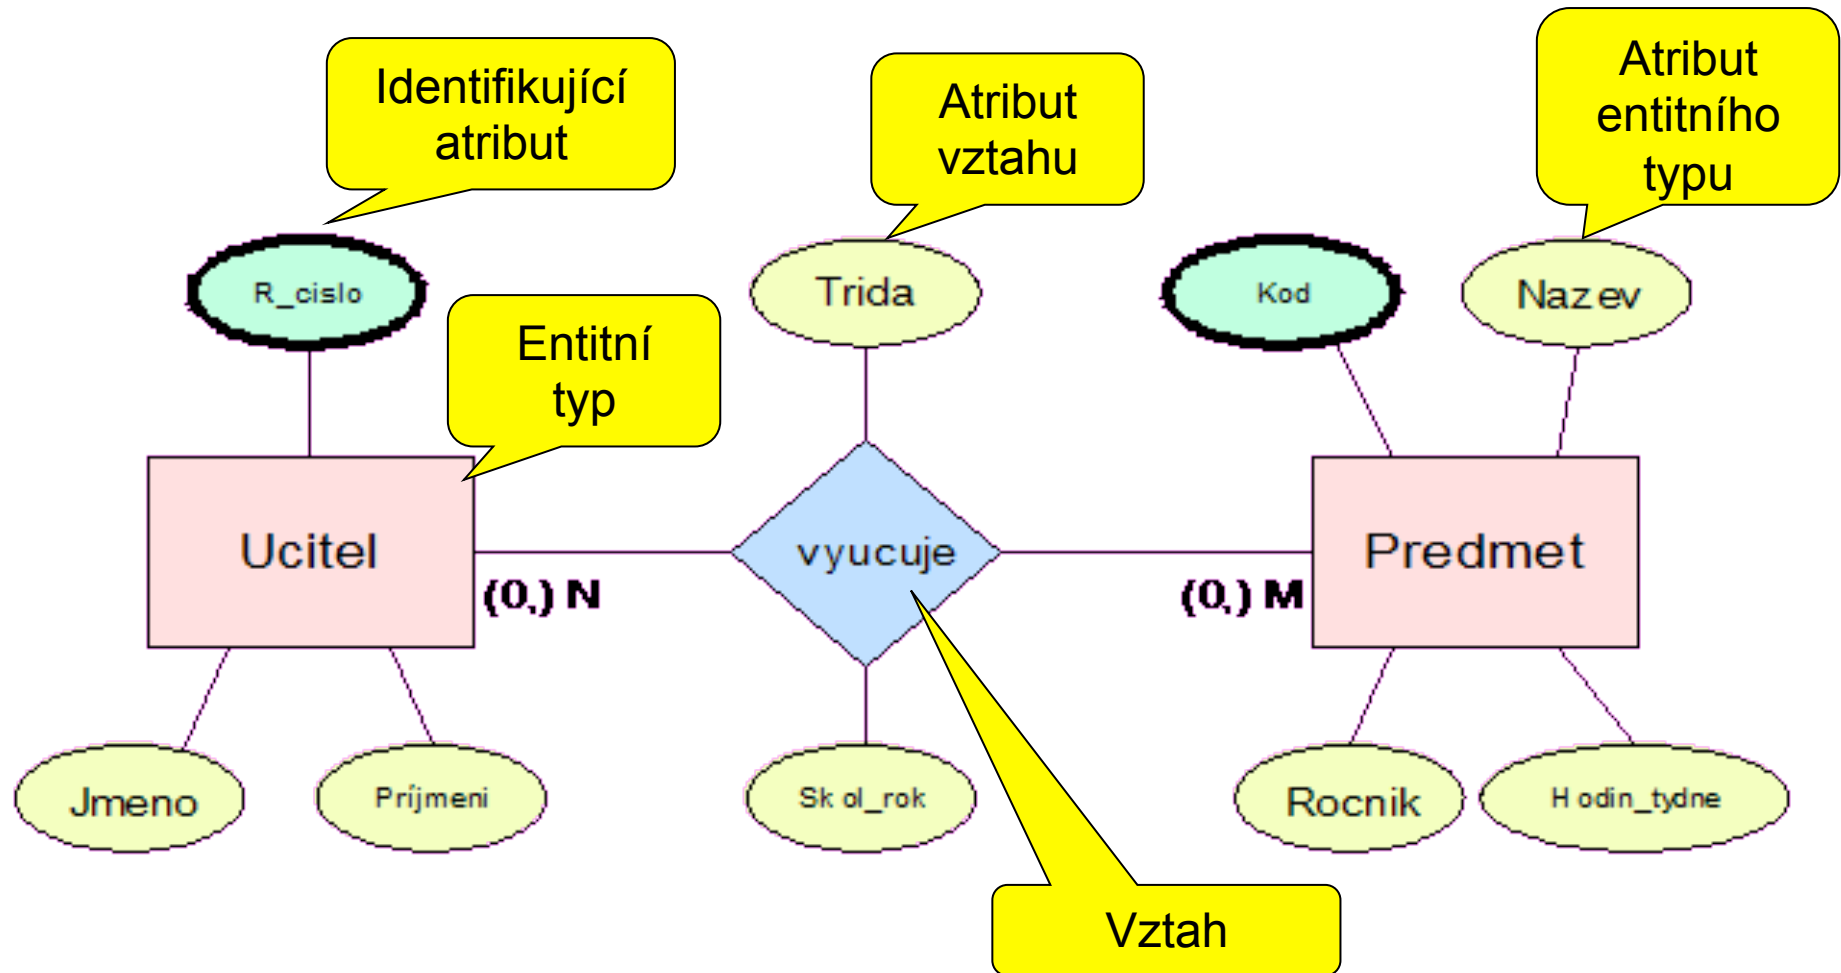 Identifikující
atribut
Atribut
vztahu
Atribut
entitního
typu
R_cislo
Trida
Kod
Nazev
Entitní
typ
Ucitel
vyucuje
Predmet
(0,) N
(0,) M
Jmeno
Príjmeni
Skol_rok
Rocnik
Hodin_tydne
Vztah